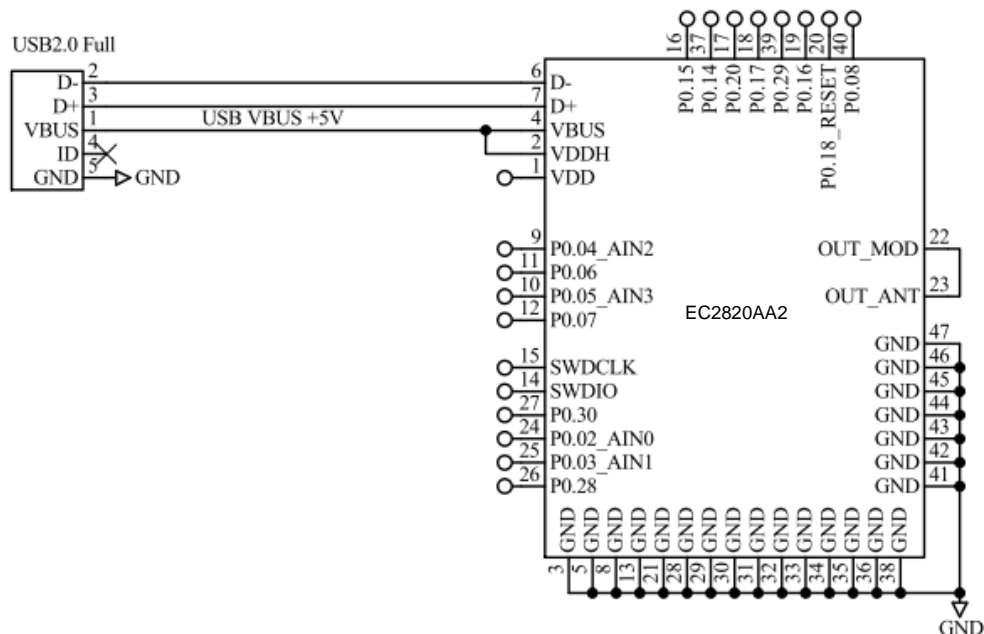 USB2.0 Full
D- 2
D+ 3
VBUS 1
ID 4
GND 5
GND
USB VBUS +5V
6 D-
7 D+
4 VBUS
2 VDDH
1 VDD
9 P0.04_AIN2
11 P0.06
10 P0.05_AIN3
12 P0.07
15 SWDCLK
14 SWDIO
27 P0.30
24 P0.02_AIN0
25 P0.03_AIN1
26 P0.28
16 P0.15
37 P0.14
17 P0.20
18 P0.17
39 P0.29
19 P0.16
20 P0.18_RESET
40 P0.08
EC2820AA2
OUT_MOD 22
OUT_ANT 23
GND 47
GND 46
GND 45
GND 44
GND 43
GND 42
GND 41
GND 3
GND 5
GND 8
GND 13
GND 21
GND 28
GND 29
GND 30
GND 31
GND 32
GND 33
GND 34
GND 35
GND 36
GND 38
GND